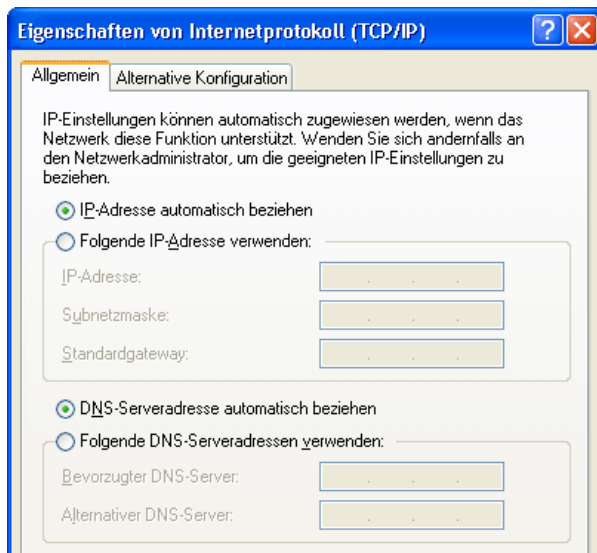 Eigenschaften von Internetprotokoll (TCP/IP)
Allgemein
Alternative Konfiguration
IP-Einstellungen können automatisch zugewiesen werden, wenn das
Netzwerk diese Funktion unterstützt. Wenden Sie sich andernfalls an
den Netzwerkadministrator, um die geeigneten IP-Einstellungen zu
beziehen.
IP-Adresse automatisch beziehen
Folgende IP-Adresse verwenden:
IP-Adresse:
Subnetzmaske:
Standardgateway:
DNS-Serveradresse automatisch beziehen
Folgende DNS-Serveradressen verwenden:
Bevorzugter DNS-Server:
Alternativer DNS-Server: